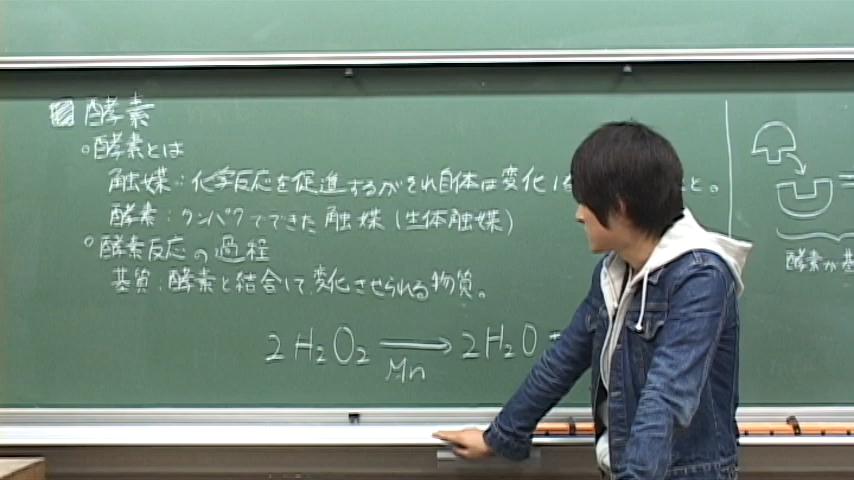 酵素
酵素とは
触媒：化学反応を促進するがそれ自体は変化し こと。
酵素：タンパクでできた触媒（生体触媒）
酵素反応の過程
基質：酵素と結合して、変化させられる物質。
2H₂O₂ → 2H₂O +
Mn
酵素が基